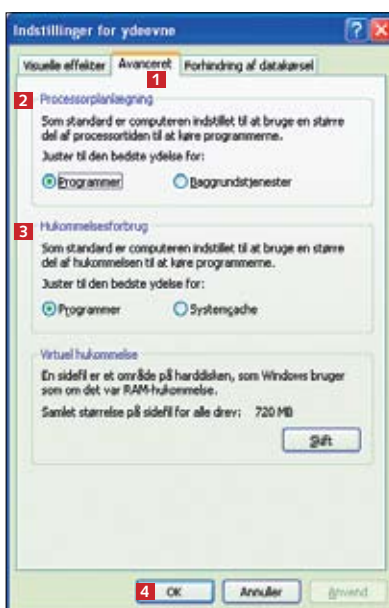 Indstillinger for ydeevne
Visuelle effekter Avanceret Forhindring af datakørsel
1
2 Processorplanlægning
Som standard er computeren indstillet til at bruge en større
del af processortiden til at køre programmerne.
Juster til den bedste ydelse for:
Programmer Baggrundstjenester
3 Hukommelsesforbrug
Som standard er computeren indstillet til at bruge en større
del af hukommelsen til at køre programmerne.
Juster til den bedste ydelse for:
Programmer Systemcache
Virtuel hukommelse
En sidefil er et område på harddisken, som Windows bruger
som om det var RAM-hukommelse.
Samlet størrelse på sidefil for alle drev: 720 MB
Skift
4 OK Annuller Anvend